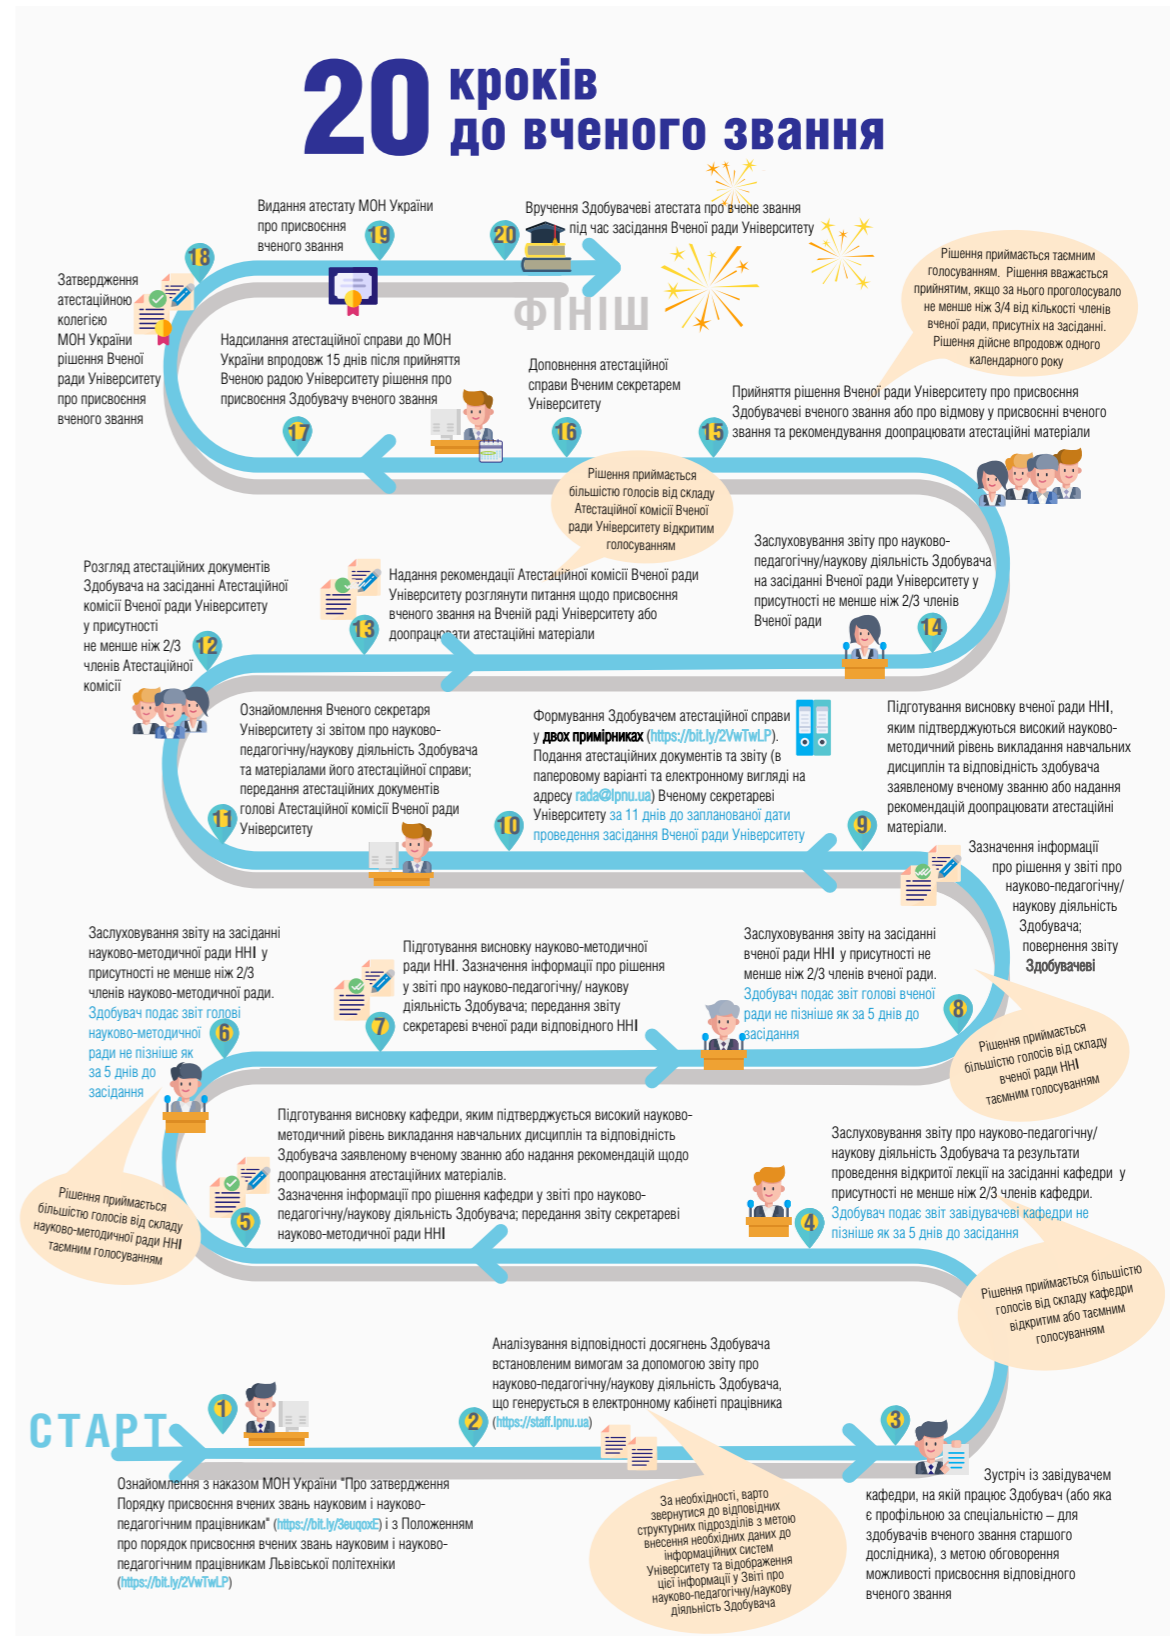 20 кроків
до вченого звання
Видання атестату МОН України
про присвоєння
вченого звання
19
20
Вручення Здобувачеві атестата про вчене звання
під час засідання Вченої ради Університету
ФІНІШ
18
Затвердження
атестаційною
колегією
МОН України
рішення Вченої
ради Університету
про присвоєння
вченого звання
Надсилання атестаційної справи до МОН
України впродовж 15 днів після прийняття
Вченою радою Університету рішення про
присвоєння Здобувачу вченого звання
17
Доповнення атестаційної
справи Вченим секретарем
Університету
16
Рішення приймається таємним
голосуванням. Рішення вважається
прийнятим, якщо за нього проголосувало
не менше ніж 3/4 від кількості членів
вченої ради, присутніх на засіданні.
Рішення дійсне впродовж одного
календарного року
15
Прийняття рішення Вченої ради Університету про присвоєння
Здобувачеві вченого звання або про відмову у присвоєнні вченого
звання та рекомендування доопрацювати атестаційні матеріали
Рішення приймається
більшістю голосів від складу
Атестаційної комісії Вченої
ради Університету відкритим
голосуванням
Розгляд атестаційних документів
Здобувача на засіданні Атестаційної
комісії Вченої ради Університету
у присутності
не менше ніж 2/3
членів Атестаційної
комісії
12
13
Надання рекомендації Атестаційної комісії Вченої ради
Університету розглянути питання щодо присвоєння
вченого звання на Вченій раді Університету або
доопрацювати атестаційні матеріали
Заслуховування звіту про науково-
педагогічну/наукову діяльність Здобувача
на засіданні Вченої ради Університету у
присутності не менше ніж 2/3 членів
Вченої ради
14
Ознайомлення Вченого секретаря
Університету зі звітом про науково-
педагогічну/наукову діяльність Здобувача
та матеріалами його атестаційної справи;
передання атестаційних документів
голові Атестаційної комісії Вченої ради
Університету
11
Формування Здобувачем атестаційної справи
у двох примірниках (https://bit.ly/2VwTwLP).
Подання атестаційних документів та звіту (в
паперовому варіанті та електронному вигляді на
адресу rada@lpnu.ua) Вченому секретареві
Університету за 11 днів до запланованої дати
проведення засідання Вченої ради Університету
10
Підготування висновку вченої ради ННІ,
яким підтверджуються високий науково-
методичний рівень викладання навчальних
дисциплін та відповідність здобувача
заявленому вченому званню або надання
рекомендацій доопрацювати атестаційні
матеріали.
9
Зазначення інформації
про рішення у звіті про
науково-педагогічну/
наукову діяльність
Здобувача;
повернення звіту
Здобувачеві
Заслуховування звіту на засіданні
науково-методичної ради ННІ у
присутності не менше ніж 2/3
членів науково-методичної ради.
Здобувач подає звіт голові
науково-методичної
ради не пізніше як
за 5 днів до
засідання
6
Підготування висновку науково-методичної
ради ННІ. Зазначення інформації про рішення
у звіті про науково-педагогічну/ наукову
діяльність Здобувача; передання звіту
секретареві вченої ради відповідного ННІ
7
Заслуховування звіту на засіданні
вченої ради ННІ у присутності не
менше ніж 2/3 членів вченої ради.
Здобувач подає звіт голові вченої
ради не пізніше як за 5 днів до
засідання
8
Рішення приймається
більшістю голосів від складу
вченої ради ННІ
таємним голосуванням
Рішення приймається
більшістю голосів від складу
науково-методичної ради ННІ
таємним голосуванням
Підготування висновку кафедри, яким підтверджується високий науково-
методичний рівень викладання навчальних дисциплін та відповідність
Здобувача заявленому вченому званню або надання рекомендацій щодо
доопрацювання атестаційних матеріалів.
Зазначення інформації про рішення кафедри у звіті про науково-
педагогічну/наукову діяльність Здобувача; передання звіту секретареві
науково-методичної ради ННІ
5
Заслуховування звіту про науково-педагогічну/
наукову діяльність Здобувача та результати
проведення відкритої лекції на засіданні кафедри у
присутності не менше ніж 2/3 членів кафедри.
Здобувач подає звіт завідувачеві кафедри не
пізніше як за 5 днів до засідання
4
Рішення приймається більшістю
голосів від складу кафедри
відкритим або таємним
голосуванням
СТАРТ
1
Ознайомлення з наказом МОН України "Про затвердження
Порядку присвоєння вчених звань науковим і науково-
педагогічним працівникам" (https://bit.ly/3euqoxE) і з Положенням
про порядок присвоєння вчених звань науковим і науково-
педагогічним працівникам Львівської політехніки
(https://bit.ly/2VwTwLP)
2
Аналізування відповідності досягнень Здобувача
встановленим вимогам за допомогою звіту про
науково-педагогічну/наукову діяльність Здобувача,
що генерується в електронному кабінеті працівника
(https://staff.lpnu.ua)
За необхідності, варто
звернутися до відповідних
структурних підрозділів з метою
внесення необхідних даних до
інформаційних систем
Університету та відображення
цієї інформації у Звіті про
науково-педагогічну/наукову
діяльність Здобувача
3
Зустріч із завідувачем
кафедри, на якій працює Здобувач (або яка
є профільною за спеціальністю – для
здобувачів вченого звання старшого
дослідника), з метою обговорення
можливості присвоєння відповідного
вченого звання